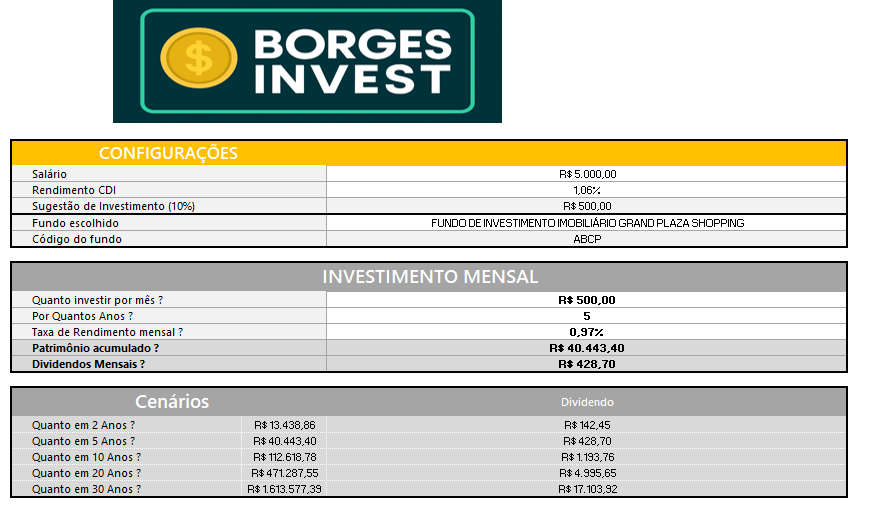 $
BORGES
INVEST
CONFIGURAÇÕES
Salário R$ 5.000,00
Rendimento CDI 1,06%
Sugestão de Investimento (10%) R$ 500,00
Fundo escolhido FUNDO DE INVESTIMENTO IMOBILIÁRIO GRAND PLAZA SHOPPING
Código do fundo ABCP
INVESTIMENTO MENSAL
Quanto investir por mês ? R$ 500,00
Por Quantos Anos ? 5
Taxa de Rendimento mensal ? 0,97%
Patrimônio acumulado ? R$ 40.443,40
Dividendos Mensais ? R$ 428,70
Cenários Dividendo
Quanto em 2 Anos ? R$ 13.438,86 R$ 142,45
Quanto em 5 Anos ? R$ 40.443,40 R$ 428,70
Quanto em 10 Anos ? R$ 112.618,78 R$ 1.193,76
Quanto em 20 Anos ? R$ 471.287,55 R$ 4.995,65
Quanto em 30 Anos ? R$ 1.613.577,39 R$ 17.103,92